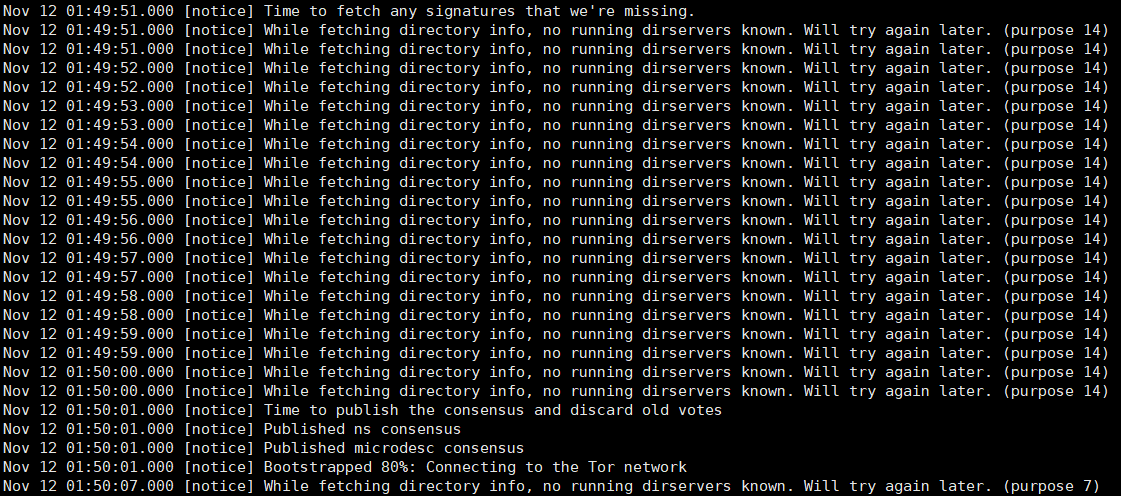 Nov 12 01:49:51.000 [notice] Time to fetch any signatures that we're missing.
Nov 12 01:49:51.000 [notice] While fetching directory info, no running dirservers known. Will try again later. (purpose 14)
Nov 12 01:49:51.000 [notice] While fetching directory info, no running dirservers known. Will try again later. (purpose 14)
Nov 12 01:49:52.000 [notice] While fetching directory info, no running dirservers known. Will try again later. (purpose 14)
Nov 12 01:49:52.000 [notice] While fetching directory info, no running dirservers known. Will try again later. (purpose 14)
Nov 12 01:49:53.000 [notice] While fetching directory info, no running dirservers known. Will try again later. (purpose 14)
Nov 12 01:49:53.000 [notice] While fetching directory info, no running dirservers known. Will try again later. (purpose 14)
Nov 12 01:49:54.000 [notice] While fetching directory info, no running dirservers known. Will try again later. (purpose 14)
Nov 12 01:49:54.000 [notice] While fetching directory info, no running dirservers known. Will try again later. (purpose 14)
Nov 12 01:49:55.000 [notice] While fetching directory info, no running dirservers known. Will try again later. (purpose 14)
Nov 12 01:49:55.000 [notice] While fetching directory info, no running dirservers known. Will try again later. (purpose 14)
Nov 12 01:49:56.000 [notice] While fetching directory info, no running dirservers known. Will try again later. (purpose 14)
Nov 12 01:49:56.000 [notice] While fetching directory info, no running dirservers known. Will try again later. (purpose 14)
Nov 12 01:49:57.000 [notice] While fetching directory info, no running dirservers known. Will try again later. (purpose 14)
Nov 12 01:49:57.000 [notice] While fetching directory info, no running dirservers known. Will try again later. (purpose 14)
Nov 12 01:49:58.000 [notice] While fetching directory info, no running dirservers known. Will try again later. (purpose 14)
Nov 12 01:49:58.000 [notice] While fetching directory info, no running dirservers known. Will try again later. (purpose 14)
Nov 12 01:49:59.000 [notice] While fetching directory info, no running dirservers known. Will try again later. (purpose 14)
Nov 12 01:49:59.000 [notice] While fetching directory info, no running dirservers known. Will try again later. (purpose 14)
Nov 12 01:50:00.000 [notice] While fetching directory info, no running dirservers known. Will try again later. (purpose 14)
Nov 12 01:50:00.000 [notice] While fetching directory info, no running dirservers known. Will try again later. (purpose 14)
Nov 12 01:50:01.000 [notice] Time to publish the consensus and discard old votes
Nov 12 01:50:01.000 [notice] Published ns consensus
Nov 12 01:50:01.000 [notice] Published microdesc consensus
Nov 12 01:50:01.000 [notice] Bootstrapped 80%: Connecting to the Tor network
Nov 12 01:50:07.000 [notice] While fetching directory info, no running dirservers known. Will try again later. (purpose 7)